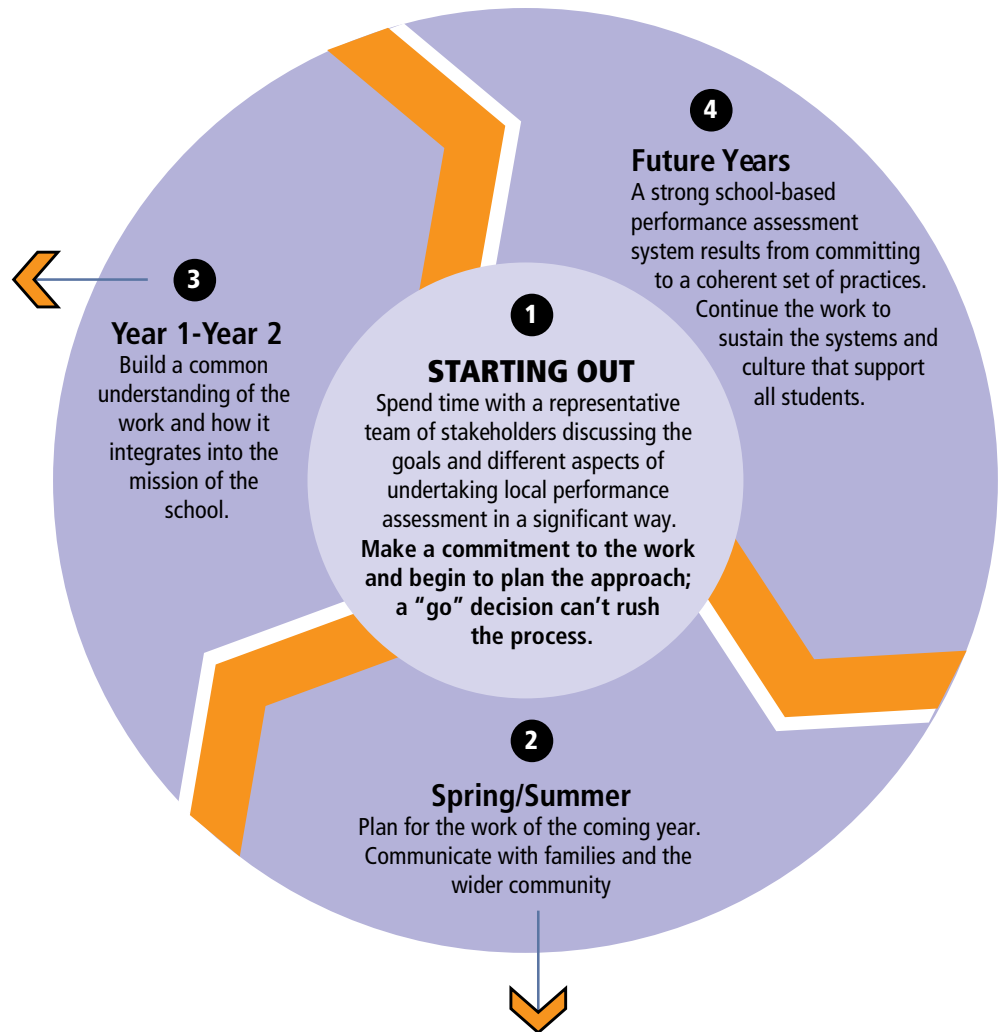 1
STARTING OUT
Spend time with a representative
team of stakeholders discussing the
goals and different aspects of
undertaking local performance
assessment in a significant way.
Make a commitment to the work
and begin to plan the approach;
a “go” decision can’t rush
the process.
2
Spring/Summer
Plan for the work of the coming year.
Communicate with families and the
wider community
3
Year 1-Year 2
Build a common
understanding of the
work and how it
integrates into the
mission of the
school.
4
Future Years
A strong school-based
performance assessment
system results from committing
to a coherent set of practices.
Continue the work to
sustain the systems and
culture that support
all students.